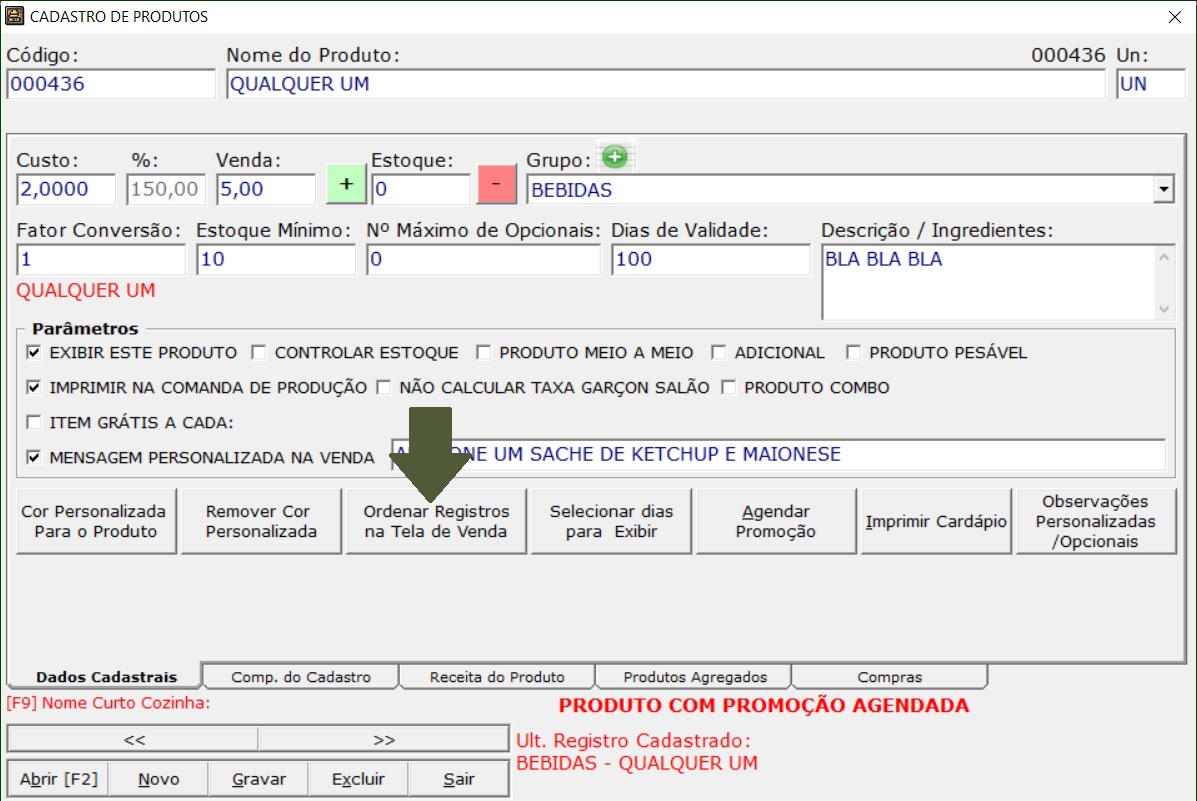 CADASTRO DE PRODUTOS
Código: Nome do Produto: 000436 Un:
000436 QUALQUER UM UN
Custo: %: Venda: Estoque: Grupo:
2,0000 150,00 5,00 + 0 - BEBIDAS
Fator Conversão: Estoque Mínimo: Nº Máximo de Opcionais: Dias de Validade: Descrição / Ingredientes:
1 10 0 100 BLA BLA BLA
QUALQUER UM
Parâmetros
EXIBIR ESTE PRODUTO CONTROLAR ESTOQUE PRODUTO MEIO A MEIO ADICIONAL PRODUTO PESÁVEL
IMPRIMIR NA COMANDA DE PRODUÇÃO NÃO CALCULAR TAXA GARÇON SALÃO PRODUTO COMBO
ITEM GRÁTIS A CADA:
MENSAGEM PERSONALIZADA NA VENDA UM SACHE DE KETCHUP E MAIONESE
Cor Personalizada
Para o Produto
Remover Cor
Personalizada
Ordenar Registros
na Tela de Venda
Selecionar dias
para Exibir
Agendar
Promoção
Imprimir Cardápio
Observações
Personalizadas
/Opcionais
Dados Cadastrais Comp. do Cadastro Receita do Produto Produtos Agregados Compras
[F9] Nome Curto Cozinha: PRODUTO COM PROMOÇÃO AGENDADA
<< >>
Ult. Registro Cadastrado:
BEBIDAS - QUALQUER UM
Abrir [F2] Novo Gravar Excluir Sair